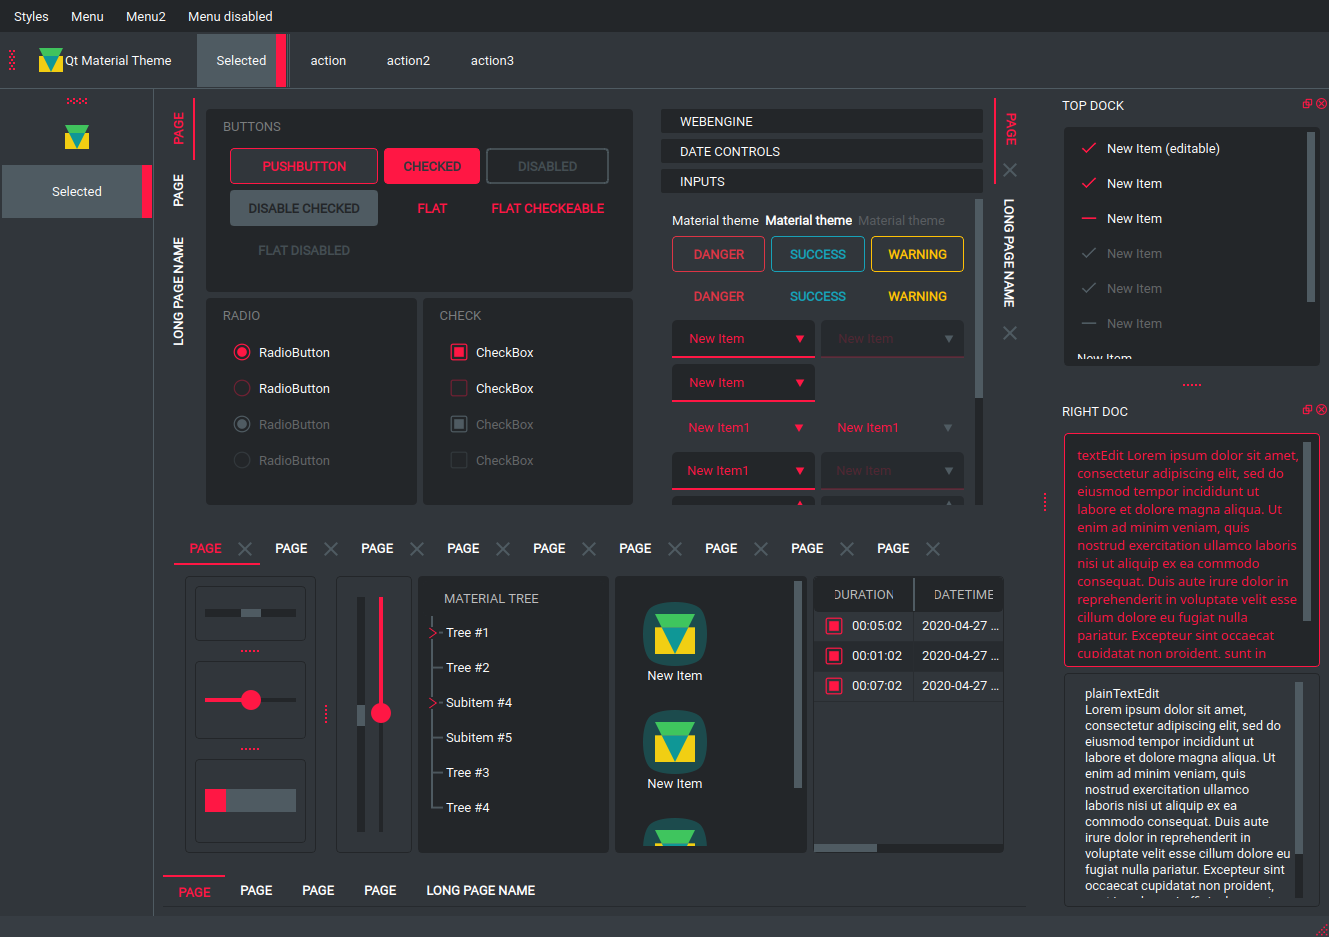 Styles Menu Menu2 Menu disabled
Qt Material Theme Selected action action2 action3
Selected
PAGE
PAGE
LONG PAGE NAME
BUTTONS
PUSHBUTTON CHECKED DISABLED
DISABLE CHECKED FLAT FLAT CHECKEABLE
FLAT DISABLED
RADIO
RadioButton
RadioButton
RadioButton
RadioButton
CHECK
CheckBox
CheckBox
CheckBox
CheckBox
WEBENGINE
DATE CONTROLS
INPUTS
Material theme Material theme Material theme
DANGER SUCCESS WARNING
DANGER SUCCESS WARNING
New Item New Item
New Item
New Item1 New Item1
New Item1 New Item
PAGE
LONG PAGE NAME
TOP DOCK
New Item (editable)
New Item
New Item
New Item
New Item
New Item
New Item
RIGHT DOC
textEdit Lorem ipsum dolor sit amet,
consectetur adipiscing elit, sed do
eiusmod tempor incididunt ut
labore et dolore magna aliqua. Ut
enim ad minim veniam, quis
nostrud exercitation ullamco laboris
nisi ut aliquip ex ea commodo
consequat. Duis aute irure dolor in
reprehenderit in voluptate velit esse
cillum dolore eu fugiat nulla
pariatur. Excepteur sint occaecat
cupidatat non proident, sunt in
plainTextEdit
Lorem ipsum dolor sit amet,
consectetur adipiscing elit, sed do
eiusmod tempor incididunt ut
labore et dolore magna aliqua. Ut
enim ad minim veniam, quis
nostrud exercitation ullamco
laboris nisi ut aliquip ex ea
commodo consequat. Duis aute
irure dolor in reprehenderit in
voluptate velit esse cillum dolore eu
fugiat nulla pariatur. Excepteur sint
occaecat cupidatat non proident,
PAGE PAGE PAGE PAGE PAGE PAGE PAGE PAGE PAGE
MATERIAL TREE
Tree #1
Tree #2
Subitem #4
Subitem #5
Tree #3
Tree #4
New Item
New Item
DURATION DATETIME
00:05:02 2020-04-27 ...
00:01:02 2020-04-27 ...
00:07:02 2020-04-27 ...
PAGE PAGE PAGE PAGE LONG PAGE NAME